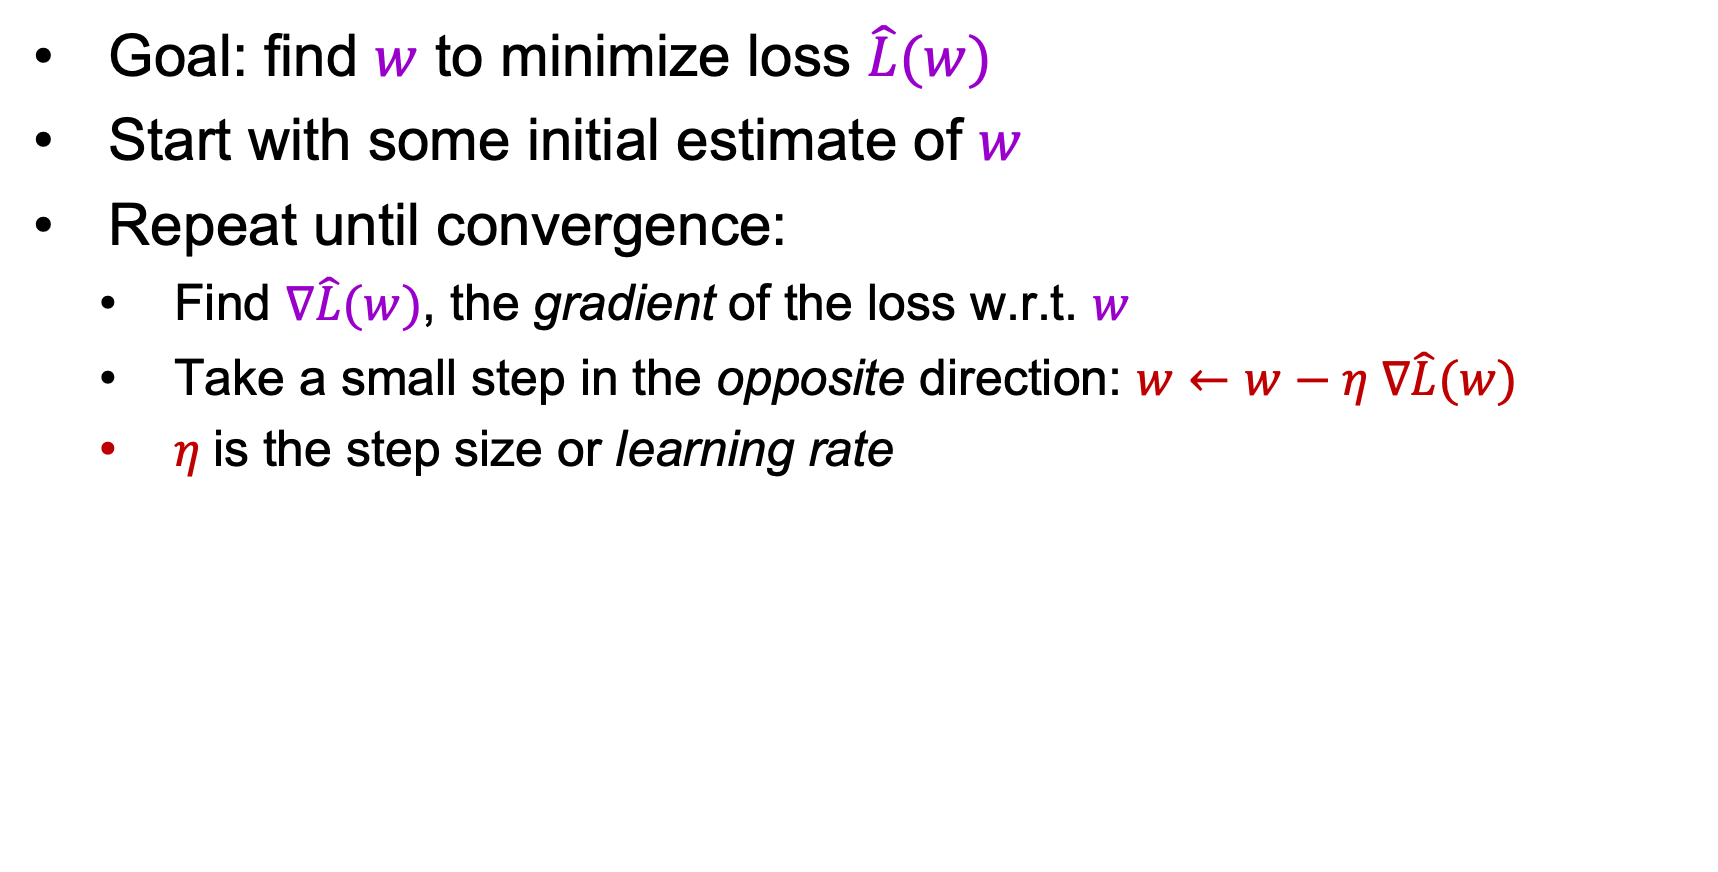 • Goal: find 𝑤 to minimize loss L̂(𝑤)
• Start with some initial estimate of 𝑤
• Repeat until convergence:
• Find ∇L̂(𝑤), the gradient of the loss w.r.t. 𝑤
• Take a small step in the opposite direction: 𝑤 ← 𝑤 − η ∇L̂(𝑤)
• η is the step size or learning rate